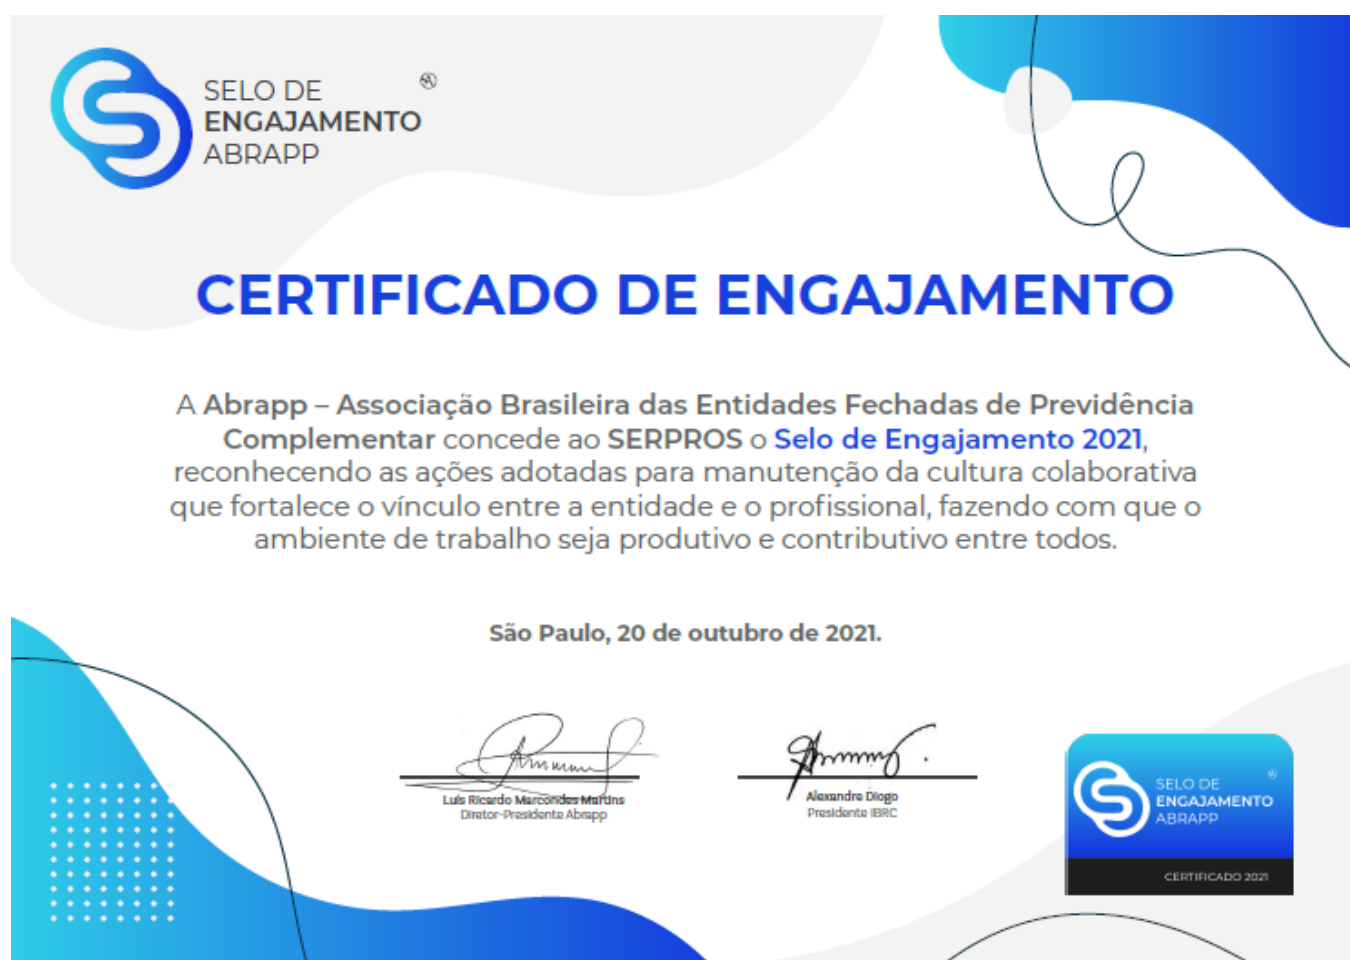 SELO DE
ENGAJAMENTO
ABRAPP
CERTIFICADO DE ENGAJAMENTO
A Abrapp – Associação Brasileira das Entidades Fechadas de Previdência
Complementar concede ao SERPROS o Selo de Engajamento 2021,
reconhecendo as ações adotadas para manutenção da cultura colaborativa
que fortalece o vínculo entre a entidade e o profissional, fazendo com que o
ambiente de trabalho seja produtivo e contributivo entre todos.
São Paulo, 20 de outubro de 2021.
Luís Ricardo Marcondes Martins
Diretor-Presidente Abrapp
Alexandre Diogo
Presidente IBRC
SELO DE
ENGAJAMENTO
ABRAPP
CERTIFICADO 2021